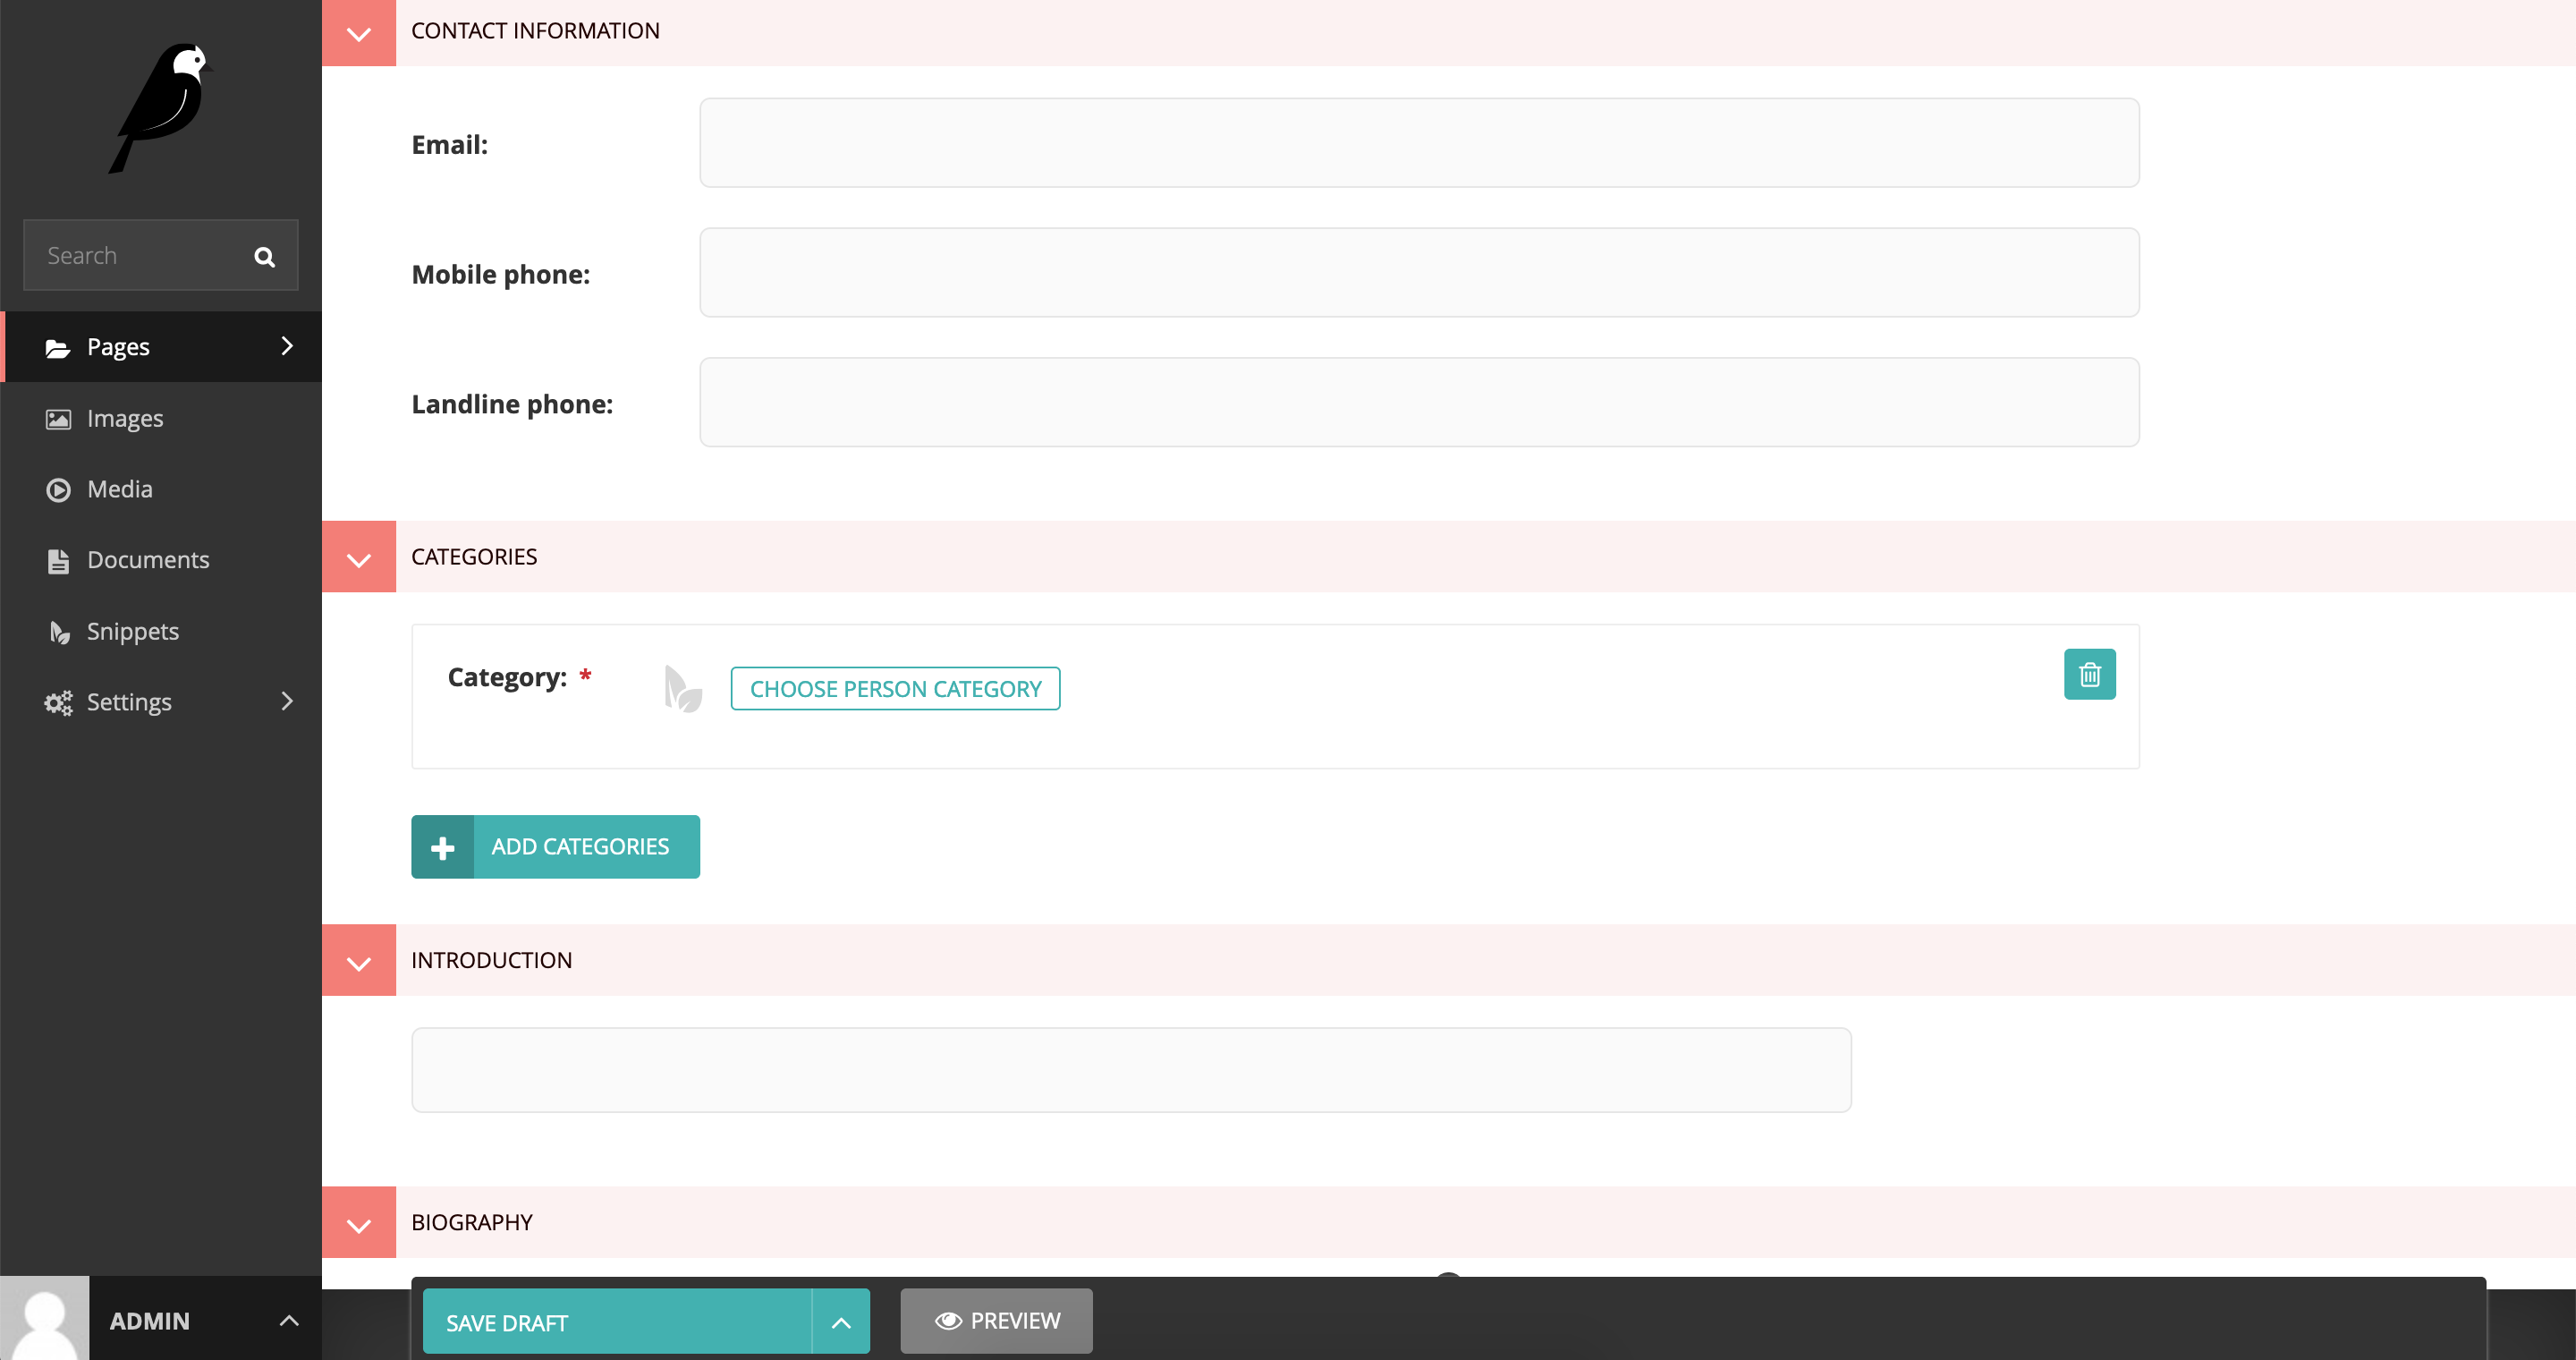 Search
Pages
Images
Media
Documents
Snippets
Settings
ADMIN
CONTACT INFORMATION
Email:
Mobile phone:
Landline phone:
CATEGORIES
Category: *
CHOOSE PERSON CATEGORY
ADD CATEGORIES
INTRODUCTION
BIOGRAPHY
SAVE DRAFT
PREVIEW